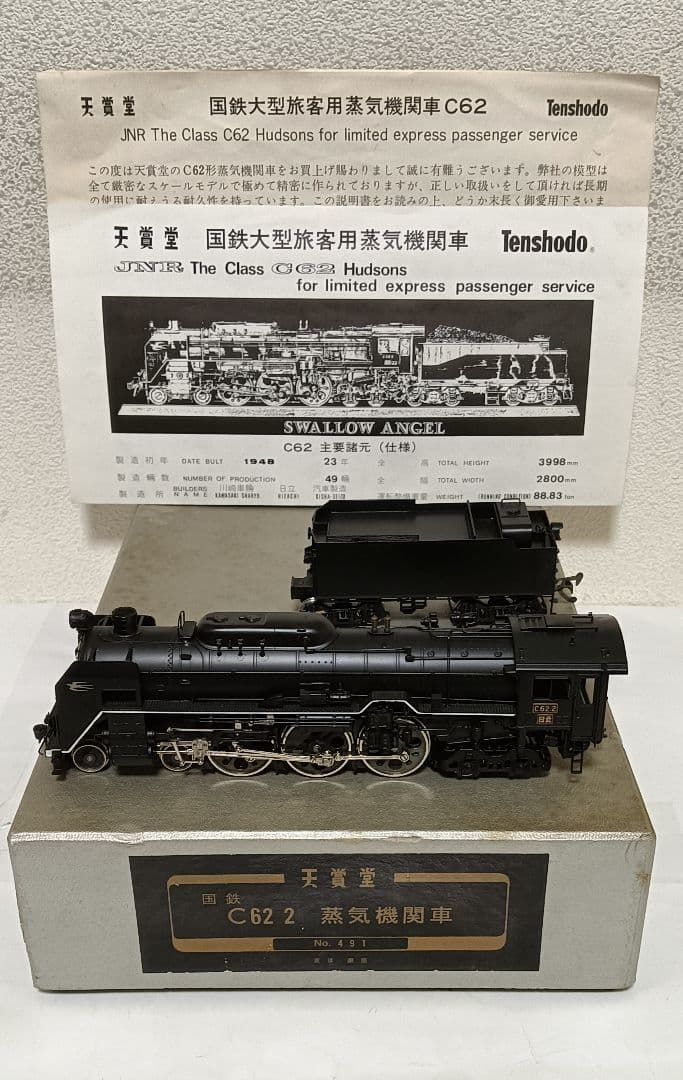 天賞堂 国鉄大型旅客用蒸気機関車C62 Tenshodo
JNR The Class C62 Hudsons for limited express passenger service
この度は天賞堂のC62形蒸気機関車をお買上げ賜わりまして誠に有難うございます。弊社の模型は
全て厳密なスケールモデルで極めて精密に作られておりますが、正しい取扱いをして頂ければ長期
の使用に耐えうる耐久性を持っています。この説明書をお読みの上、どうか末長く御愛用下さいま
天賞堂 国鉄大型旅客用蒸気機関車 Tenshodo®
JNR The Class C62 Hudsons
for limited express passenger service
SWALLOW ANGEL
C62 主要諸元(仕様)
製造初年 DATE BULT 1948 23年 全高 TOTAL HEIGHT 3998mm
製造輛数 NUMBER OF PRODUCTION 49輛 全幅 TOTAL WIDTH 2800mm
製造所 BUILDERS NAME 川崎車輛 KAWASAKI SHARYO 日立 HITACHI 汽車製造 KISHA-SEIZO 運転整備重量 WEIGHT (RUNNING CONDITION) 88.83 ton
C62 2
天賞堂
国鉄
C62 2 蒸気機関車
No. 491